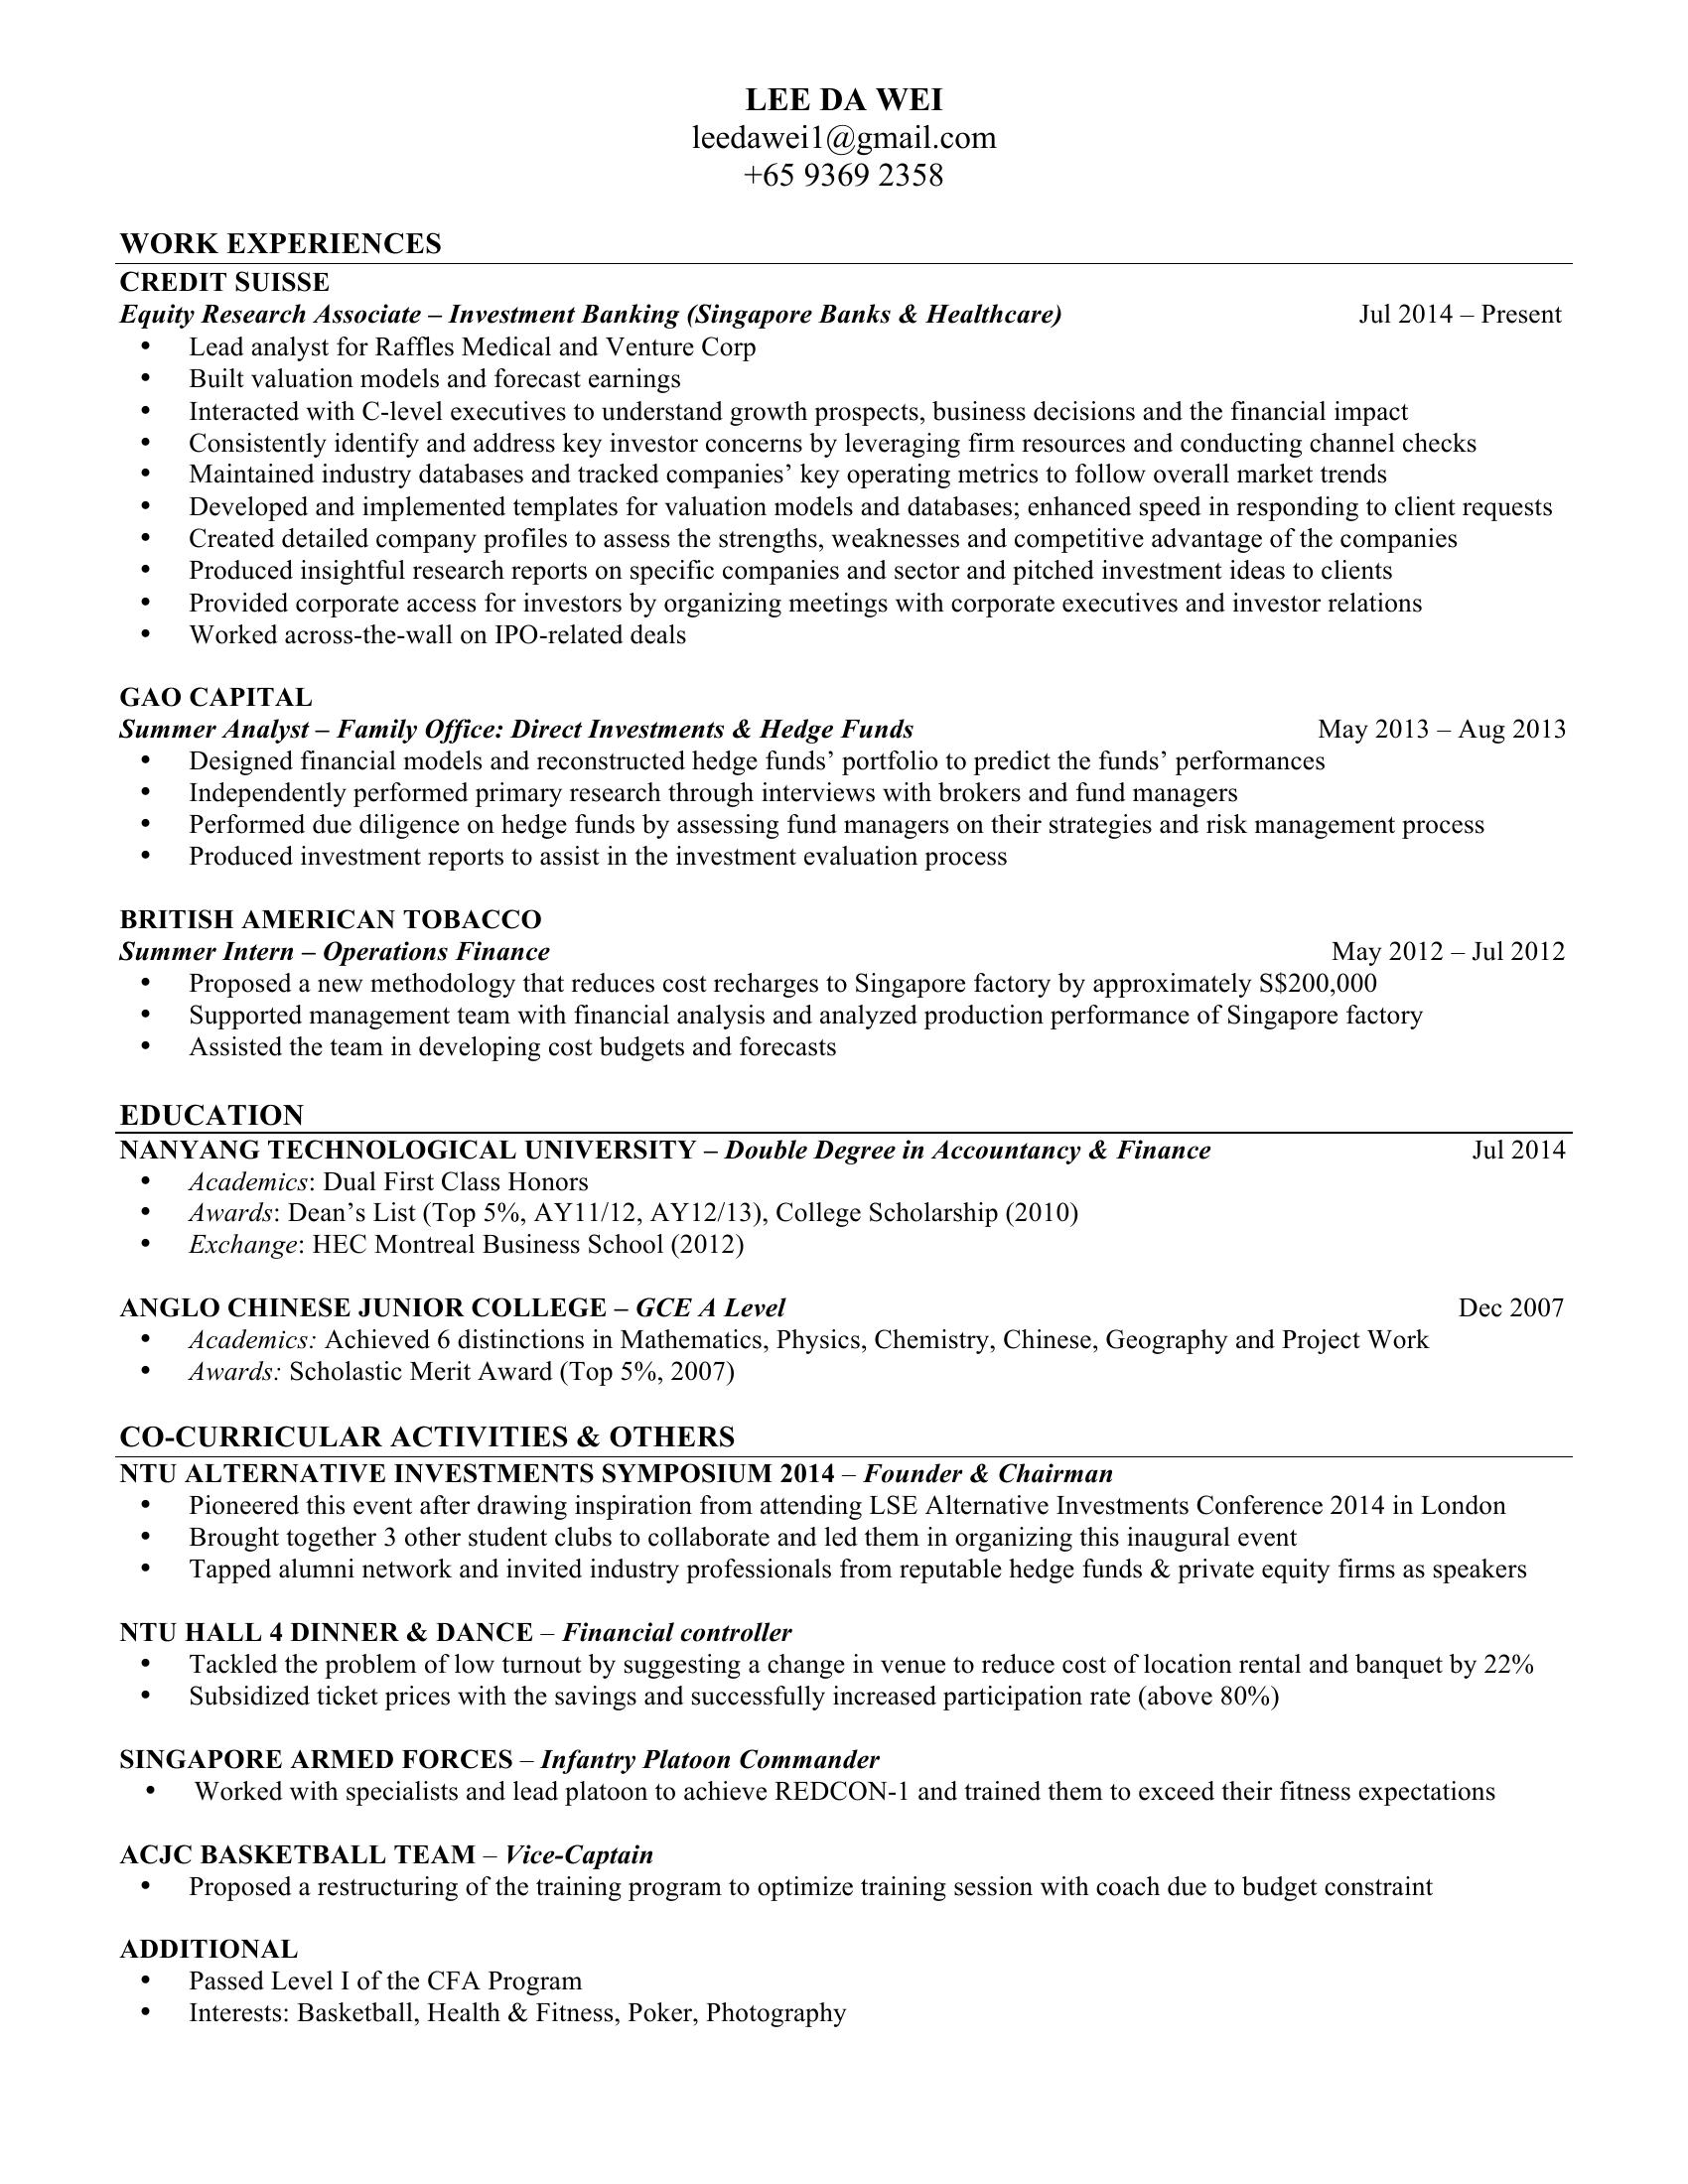 LEE DA WEI
leedawei1@gmail.com
+65 9369 2358
WORK EXPERIENCES
CREDIT SUISSE
Equity Research Associate – Investment Banking (Singapore Banks & Healthcare) Jul 2014 – Present
• Lead analyst for Raffles Medical and Venture Corp
• Built valuation models and forecast earnings
• Interacted with C-level executives to understand growth prospects, business decisions and the financial impact
• Consistently identify and address key investor concerns by leveraging firm resources and conducting channel checks
• Maintained industry databases and tracked companies’ key operating metrics to follow overall market trends
• Developed and implemented templates for valuation models and databases; enhanced speed in responding to client requests
• Created detailed company profiles to assess the strengths, weaknesses and competitive advantage of the companies
• Produced insightful research reports on specific companies and sector and pitched investment ideas to clients
• Provided corporate access for investors by organizing meetings with corporate executives and investor relations
• Worked across-the-wall on IPO-related deals
GAO CAPITAL
Summer Analyst – Family Office: Direct Investments & Hedge Funds May 2013 – Aug 2013
• Designed financial models and reconstructed hedge funds’ portfolio to predict the funds’ performances
• Independently performed primary research through interviews with brokers and fund managers
• Performed due diligence on hedge funds by assessing fund managers on their strategies and risk management process
• Produced investment reports to assist in the investment evaluation process
BRITISH AMERICAN TOBACCO
Summer Intern – Operations Finance May 2012 – Jul 2012
• Proposed a new methodology that reduces cost recharges to Singapore factory by approximately S$200,000
• Supported management team with financial analysis and analyzed production performance of Singapore factory
• Assisted the team in developing cost budgets and forecasts
EDUCATION
NANYANG TECHNOLOGICAL UNIVERSITY – Double Degree in Accountancy & Finance Jul 2014
• Academics: Dual First Class Honors
• Awards: Dean’s List (Top 5%, AY11/12, AY12/13), College Scholarship (2010)
• Exchange: HEC Montreal Business School (2012)
ANGLO CHINESE JUNIOR COLLEGE – GCE A Level Dec 2007
• Academics: Achieved 6 distinctions in Mathematics, Physics, Chemistry, Chinese, Geography and Project Work
• Awards: Scholastic Merit Award (Top 5%, 2007)
CO-CURRICULAR ACTIVITIES & OTHERS
NTU ALTERNATIVE INVESTMENTS SYMPOSIUM 2014 – Founder & Chairman
• Pioneered this event after drawing inspiration from attending LSE Alternative Investments Conference 2014 in London
• Brought together 3 other student clubs to collaborate and led them in organizing this inaugural event
• Tapped alumni network and invited industry professionals from reputable hedge funds & private equity firms as speakers
NTU HALL 4 DINNER & DANCE – Financial controller
• Tackled the problem of low turnout by suggesting a change in venue to reduce cost of location rental and banquet by 22%
• Subsidized ticket prices with the savings and successfully increased participation rate (above 80%)
SINGAPORE ARMED FORCES – Infantry Platoon Commander
• Worked with specialists and lead platoon to achieve REDCON-1 and trained them to exceed their fitness expectations
ACJC BASKETBALL TEAM – Vice-Captain
• Proposed a restructuring of the training program to optimize training session with coach due to budget constraint
ADDITIONAL
• Passed Level I of the CFA Program
• Interests: Basketball, Health & Fitness, Poker, Photography